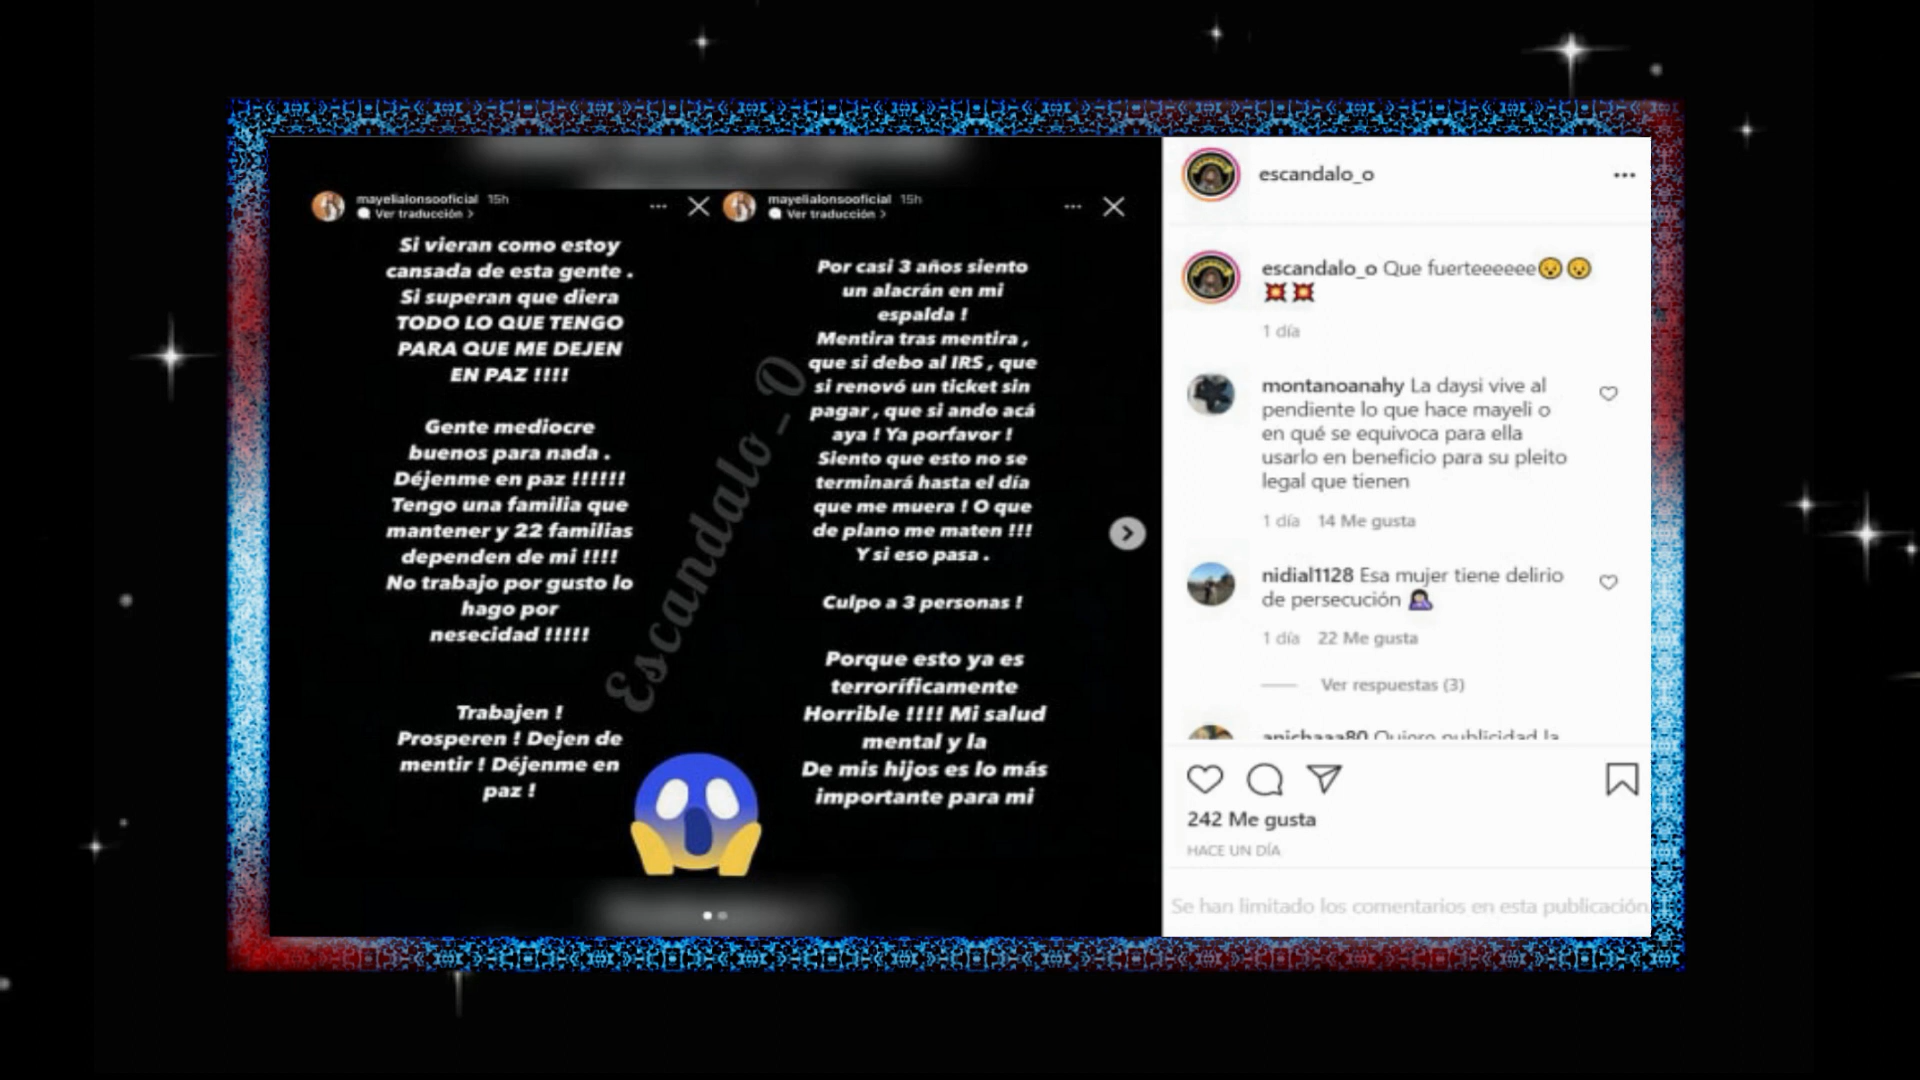 mayelialonsooficial 15h
Ver traducción >
Si vieran como estoy
cansada de esta gente .
Si superan que diera
TODO LO QUE TENGO
PARA QUE ME DEJEN
EN PAZ !!!!
Gente mediocre
buenos para nada .
Déjenme en paz !!!!!!
Tengo una familia que
mantener y 22 familias
dependen de mi !!!!
No trabajo por gusto lo
hago por
nesecidad !!!!!
Trabajen !
Prosperen ! Dejen de
mentir ! Déjenme en
paz !
mayelialonsooficial 15h
Ver traducción >
Por casi 3 años siento
un alacrán en mi
espalda !
Mentira tras mentira ,
que si debo al IRS , que
si renovó un ticket sin
pagar , que si ando acá
aya ! Ya porfavor !
Siento que esto no se
terminará hasta el día
que me muera ! O que
de plano me maten !!!
Y si eso pasa .
Culpo a 3 personas !
Porque esto ya es
terroríficamente
Horrible !!!! Mi salud
mental y la
De mis hijos es lo más
importante para mi
Escandalo_O
escandalo_o
escandalo_o Que fuerteeeeee😮😮
💥💥
1 día
montanoanahy La daysi vive al
pendiente lo que hace mayeli o
en qué se equivoca para ella
usarlo en beneficio para su pleito
legal que tienen
1 día 14 Me gusta
nidial1128 Esa mujer tiene delirio
de persecución 🤦🏻‍♀️
1 día 22 Me gusta
Ver respuestas (3)
anichaaa80 Quiere publicidad la
242 Me gusta
HACE UN DÍA
Se han limitado los comentarios en esta publicación